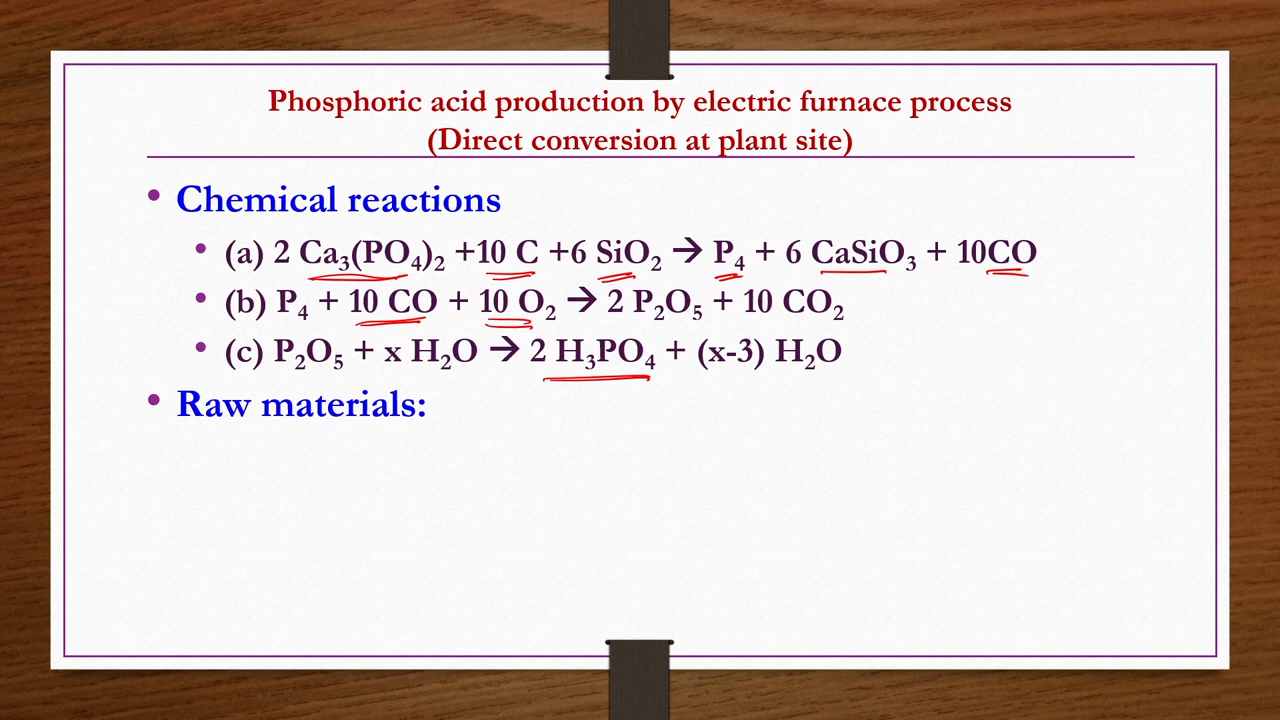 Phosphoric acid production by electric furnace process
(Direct conversion at plant site)
• Chemical reactions
• (a) 2 Ca₃(PO₄)₂ +10 C +6 SiO₂ → P₄ + 6 CaSiO₃ + 10CO
• (b) P₄ + 10 CO + 10 O₂ → 2 P₂O₅ + 10 CO₂
• (c) P₂O₅ + x H₂O → 2 H₃PO₄ + (x-3) H₂O
• Raw materials: